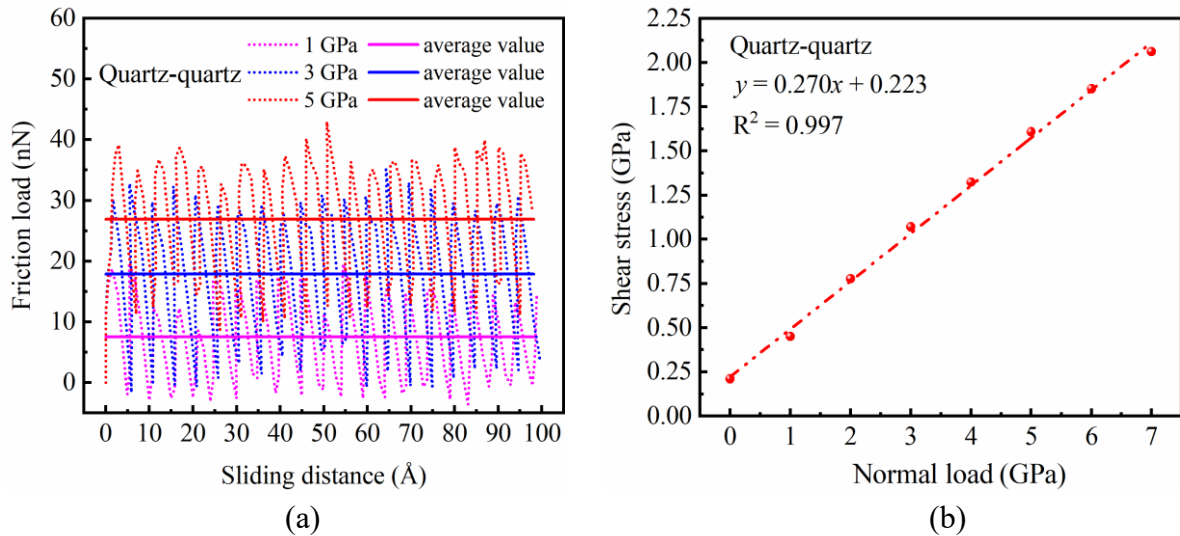 60
50
40
30
20
10
0
Friction load (nN)
1 GPa average value
Quartz-quartz 3 GPa average value
5 GPa average value
0 10 20 30 40 50 60 70 80 90 100
Sliding distance (Å)
(a)
2.25
2.00
1.75
1.50
1.25
1.00
0.75
0.50
0.25
0.00
Shear stress (GPa)
Quartz-quartz
y = 0.270x + 0.223
R² = 0.997
0 1 2 3 4 5 6 7
Normal load (GPa)
(b)